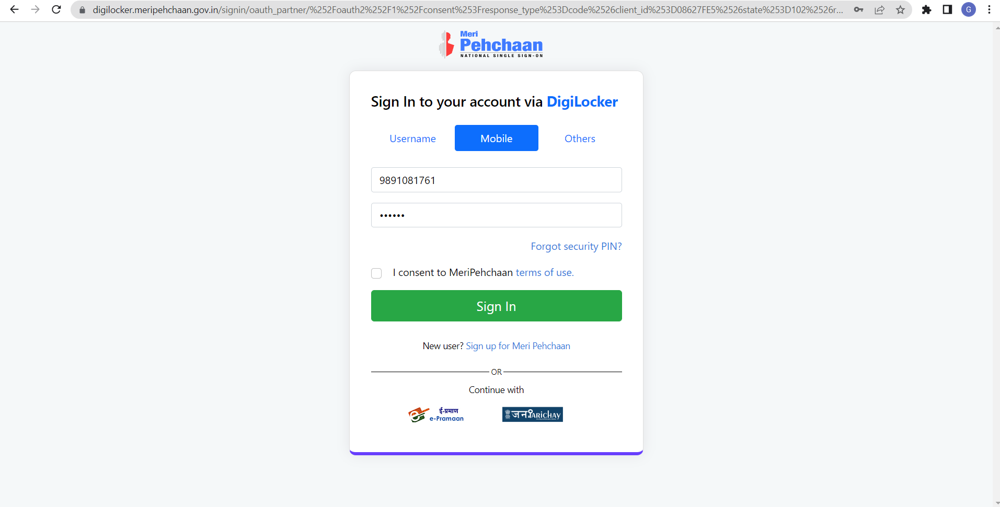 digilocker.meripehchaan.gov.in/signin/oauth_partner/%252Foauth2%252F1%252Fconsent%253Fresponse_type%253Dcode%2526client_id%253D08627FE5%2526state%253D102%2526r...
G
Meri
Pehchaan
NATIONAL SINGLE SIGN-ON
Sign In to your account via DigiLocker
Username Mobile Others
9891081761
••••••
Forgot security PIN?
I consent to MeriPehchaan terms of use.
Sign In
New user? Sign up for Meri Pehchaan
OR
Continue with
ई-प्रमाण
e-Pramaan
जन PARICHAY